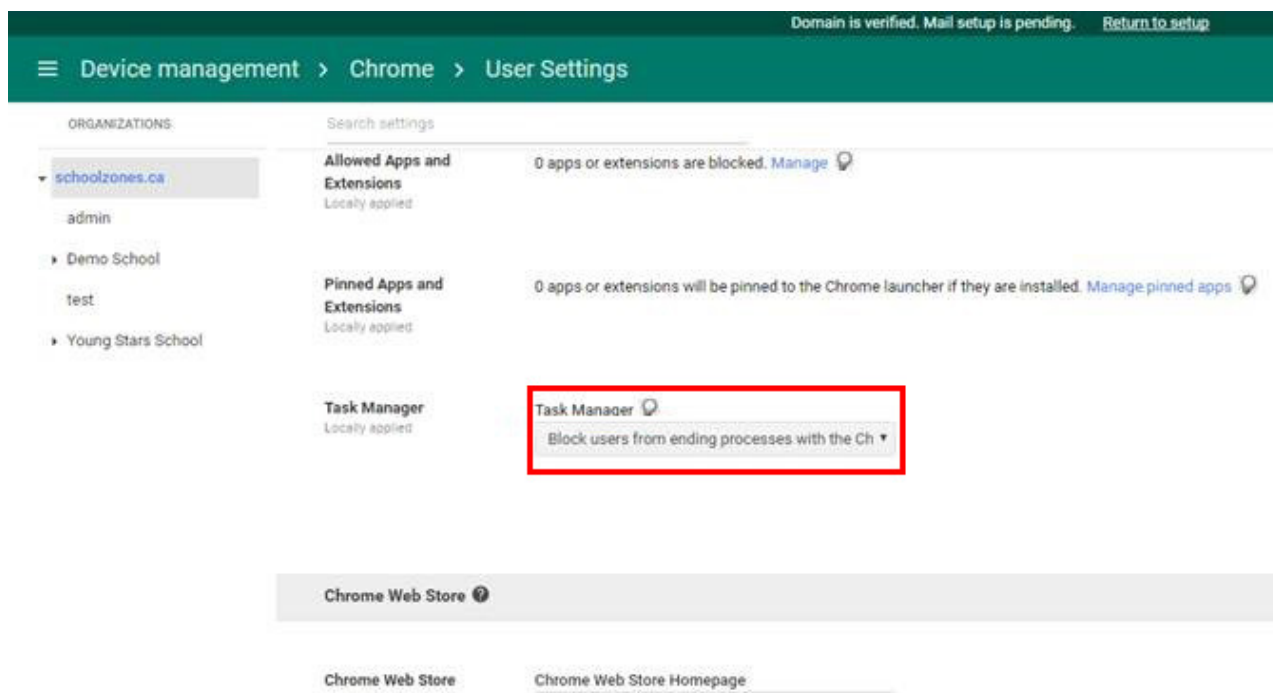 Domain is verified. Mail setup is pending. Return to setup
Device management > Chrome > User Settings
ORGANIZATIONS
Search settings
schoolzones.ca
admin
Demo School
test
Young Stars School
Allowed Apps and
Extensions
Locally applied
0 apps or extensions are blocked. Manage
Pinned Apps and
Extensions
Locally applied
0 apps or extensions will be pinned to the Chrome launcher if they are installed. Manage pinned apps
Task Manager
Locally applied
Task Manager
Block users from ending processes with the Ch
Chrome Web Store
Chrome Web Store
Chrome Web Store Homepage